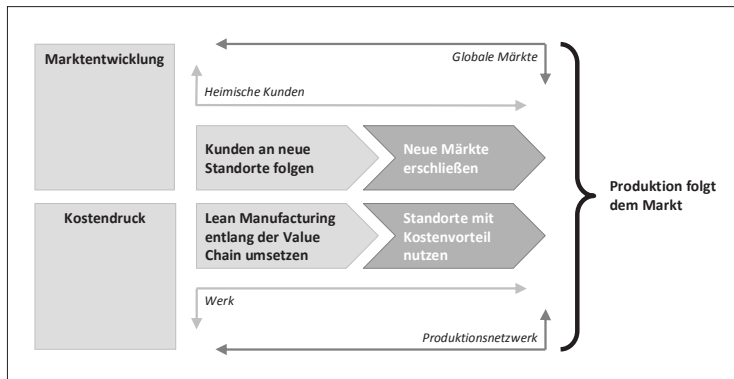 Marktentwicklung
Globale Märkte
Heimische Kunden
Kunden an neue
Standorte folgen
Neue Märkte
erschließen
Produktion folgt
dem Markt
Kostendruck
Lean Manufacturing
entlang der Value
Chain umsetzen
Standorte mit
Kostenvorteil
nutzen
Werk
Produktionsnetzwerk